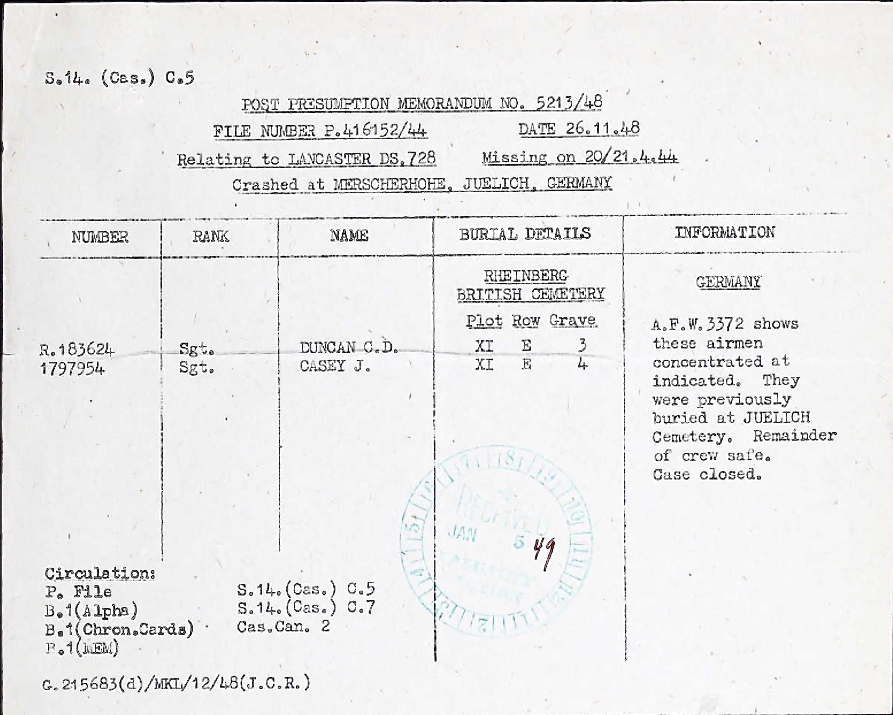 S.14. (Cas.) C.5
POST PRESUMPTION MEMORANDUM NO. 5213/48
FILE NUMBER P.416152/44 DATE 26.11.48
Relating to LANCASTER DS.728 Missing on 20/21.4.44
Crashed at MERSCHERHOHE, JUELICH, GERMANY
NUMBER RANK NAME BURIAL DETAILS INFORMATION
RHEINBERG
BRITISH CEMETERY
Plot Row Grave
R.183624 Sgt. DUNCAN C.D. XI E 3
1797954 Sgt. CASEY J. XI E 4
GERMANY
A.F.W.3372 shows
these airmen
concentrated at
indicated. They
were previously
buried at JUELICH
Cemetery. Remainder
of crew safe.
Case closed.
RECEIVED
JAN 5 49
Circulation:
P. File S.14.(Cas.) C.5
B.1(Alpha) S.14.(Cas.) C.7
B.1(Chron.Cards) Cas.Can. 2
P.1(MEM)
G.215683(d)/MKL/12/48(J.C.R.)